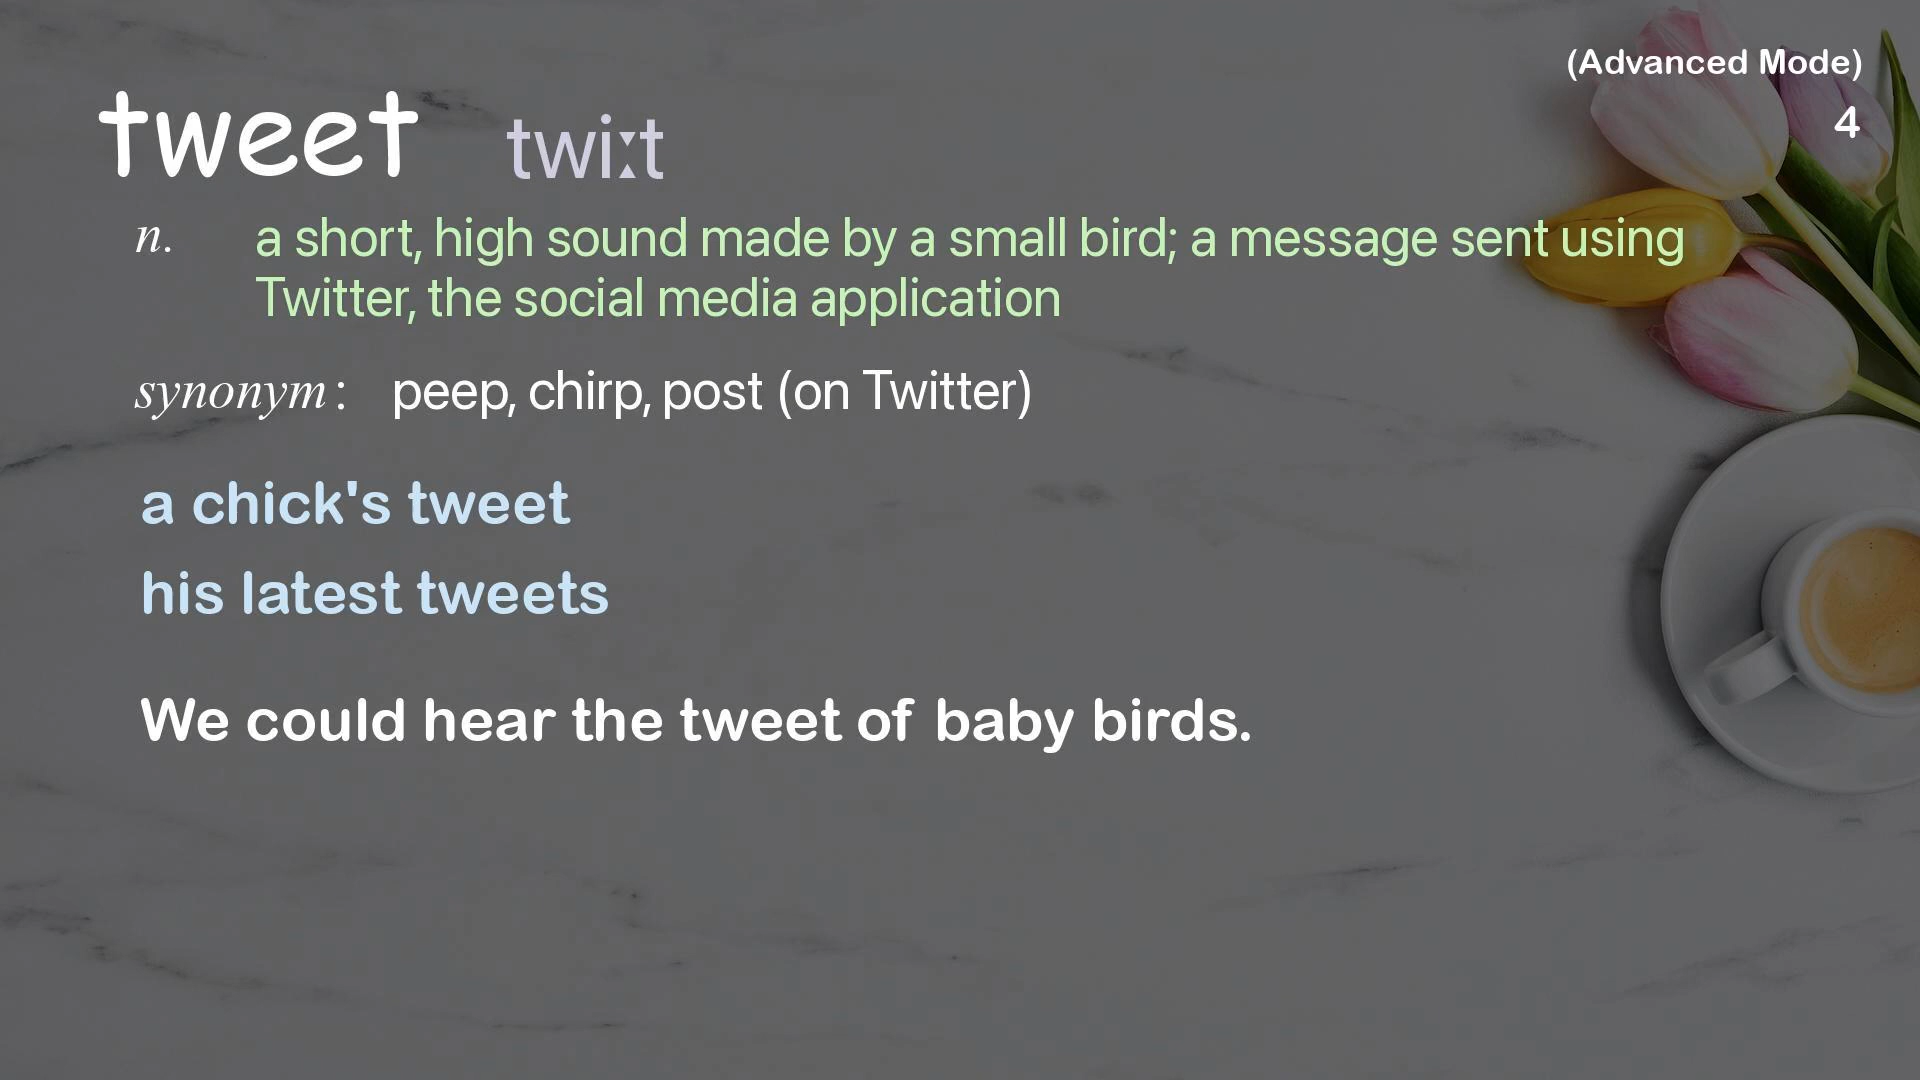 (Advanced Mode)
4
tweet twiːt
n. a short, high sound made by a small bird; a message sent using
Twitter, the social media application
synonym: peep, chirp, post (on Twitter)
a chick's tweet
his latest tweets
We could hear the tweet of baby birds.